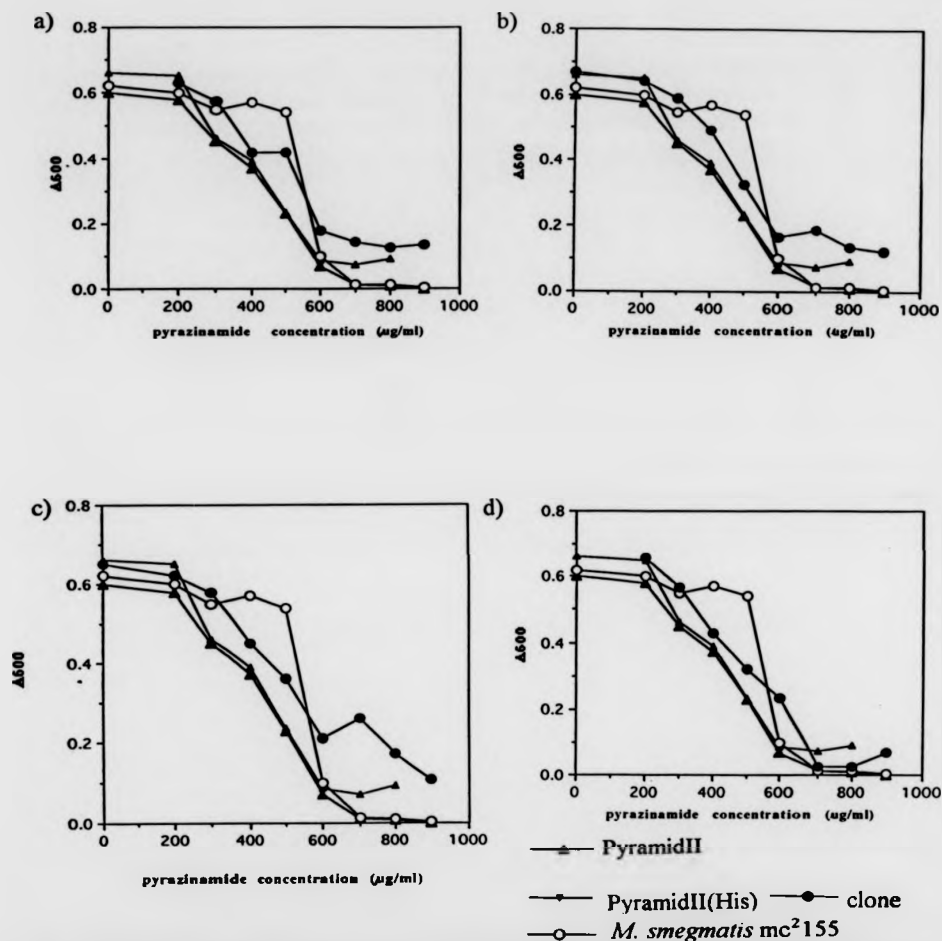 a)
0.8
0.6
0.4
0.2
0.0
Δ600
0 200 400 600 800 1000
pyrazinamide concentration (µg/ml)
b)
0.8
0.6
0.4
0.2
0.0
Δ600
0 200 400 600 800 1000
pyrazinamide concentration (ug/ml)
c)
0.8
0.6
0.4
0.2
0.0
Δ600
0 200 400 600 800 1000
pyrazinamide concentration (µg/ml)
d)
0.8
0.6
0.4
0.2
0.0
Δ600
0 200 400 600 800 1000
pyrazinamide concentration (ug/ml)
PyramidII
PyramidII(His) clone
M. smegmatis mc²155